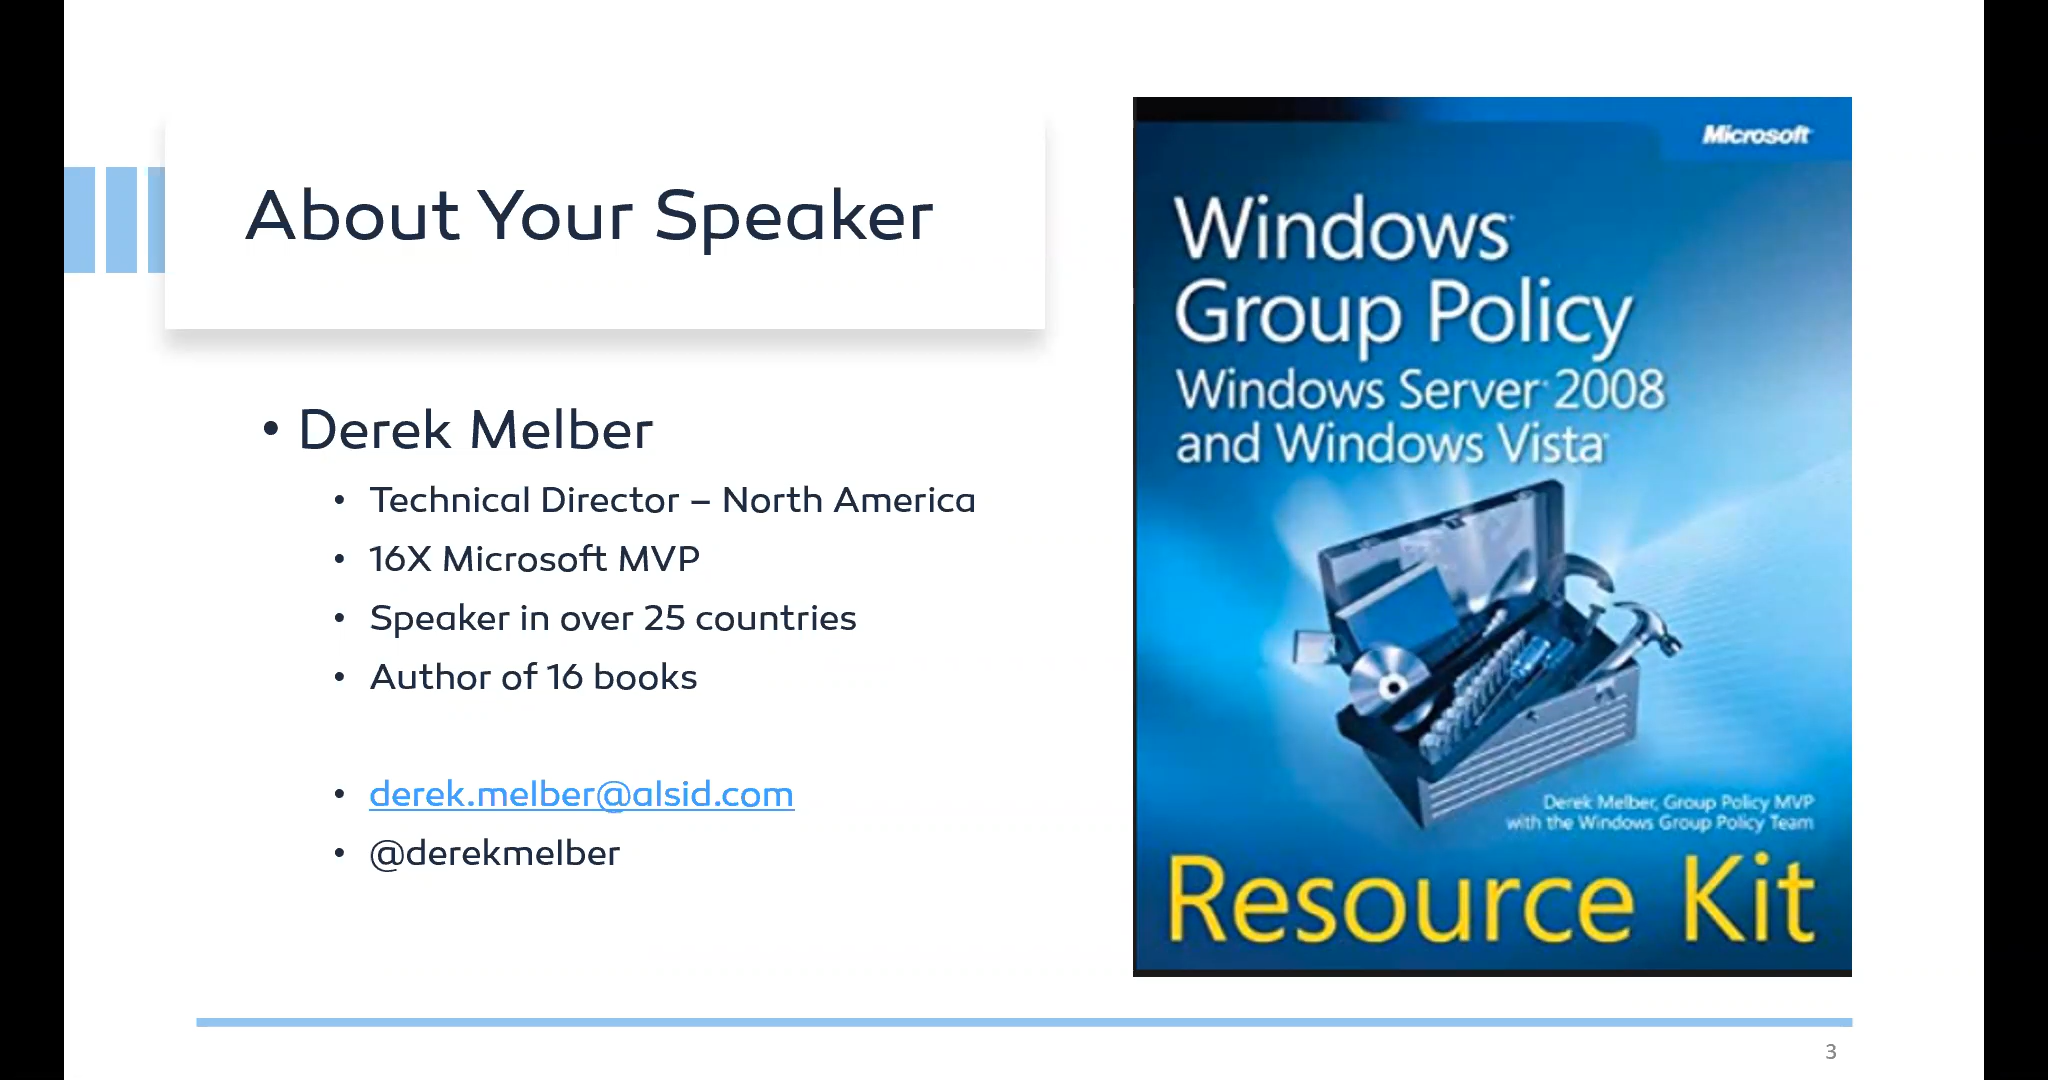 About Your Speaker
• Derek Melber
• Technical Director – North America
• 16X Microsoft MVP
• Speaker in over 25 countries
• Author of 16 books
• derek.melber@alsid.com
• @derekmelber
Microsoft
Windows
Group Policy
Windows Server 2008
and Windows Vista
Derek Melber, Group Policy MVP
with the Windows Group Policy Team
Resource Kit
3